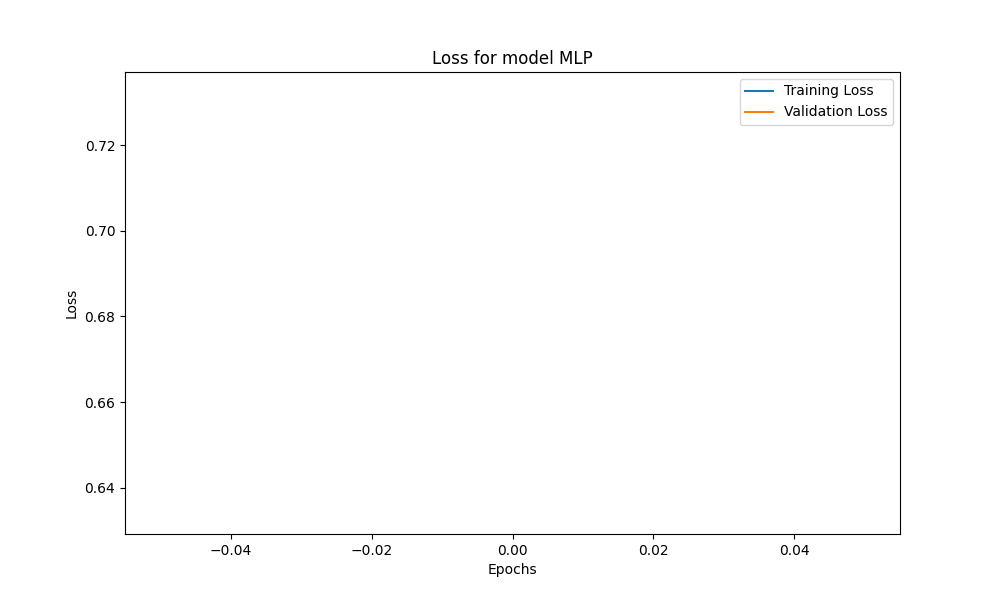 Loss for model MLP
Training Loss
Validation Loss
0.72
0.70
0.68
0.66
0.64
Loss
−0.04
−0.02
0.00
0.02
0.04
Epochs